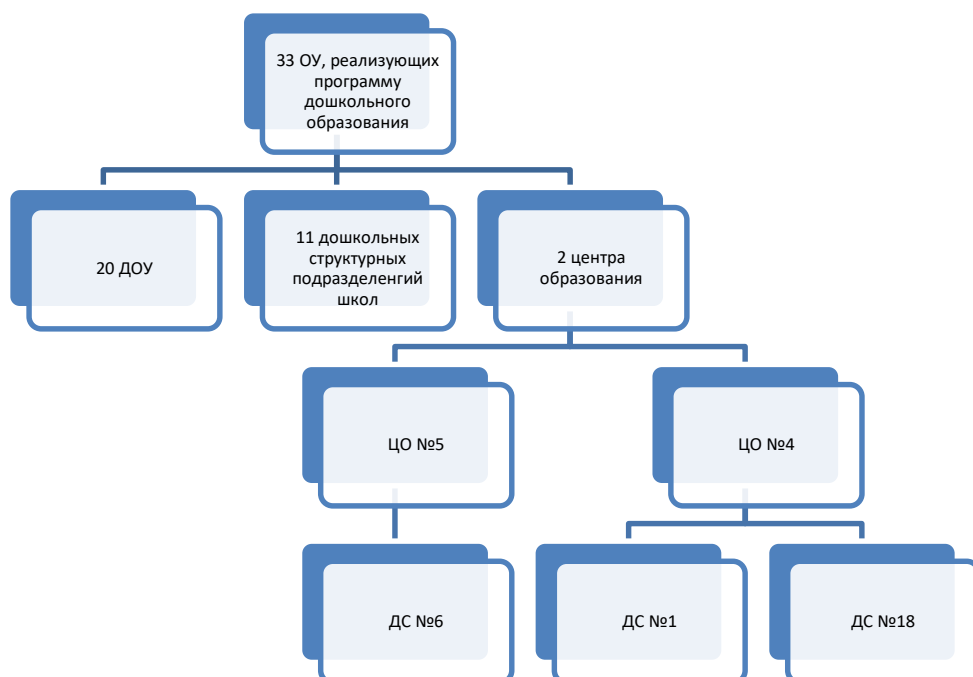 33 ОУ, реализующих
программу
дошкольного
образования
20 ДОУ
11 дошкольных
структурных
подразделенгий
школ
2 центра
образования
ЦО №5
ЦО №4
ДС №6
ДС №1
ДС №18